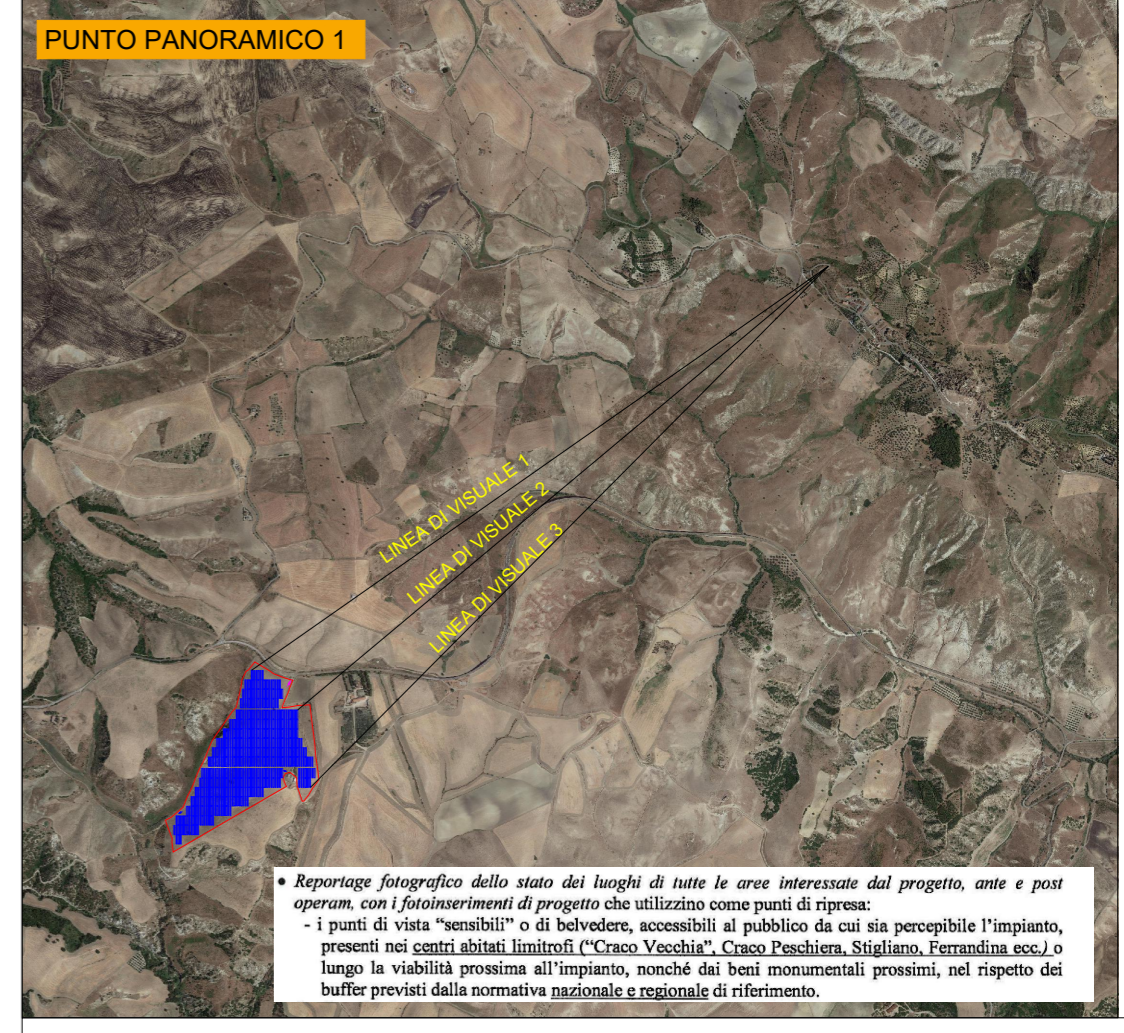 PUNTO PANORAMICO 1
LINEA DI VISUALE 1
LINEA DI VISUALE 2
LINEA DI VISUALE 3
• Reportage fotografico dello stato dei luoghi di tutte le aree interessate dal progetto, ante e post
operam, con i fotoinserimenti di progetto che utilizzino come punti di ripresa:
- i punti di vista “sensibili” o di belvedere, accessibili al pubblico da cui sia percepibile l’impianto,
presenti nei centri abitati limitrofi (“Craco Vecchia”, Craco Peschiera, Stigliano, Ferrandina ecc.) o
lungo la viabilità prossima all’impianto, nonché dai beni monumentali prossimi, nel rispetto dei
buffer previsti dalla normativa nazionale e regionale di riferimento.